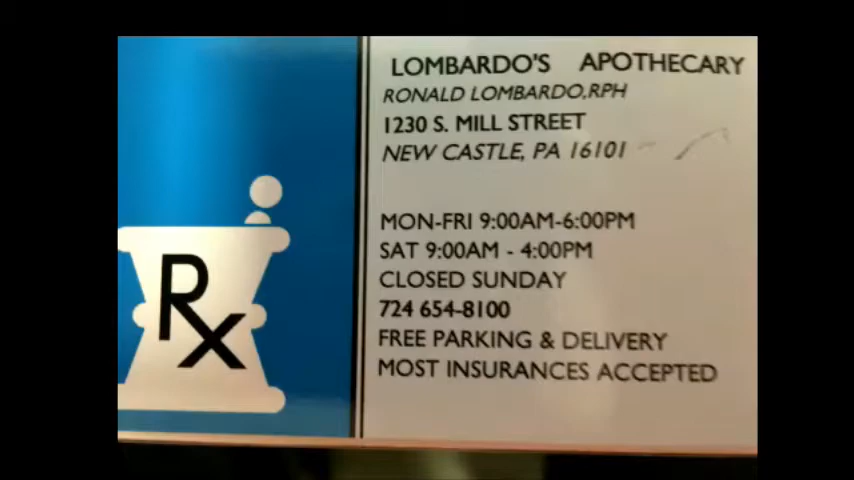 LOMBARDO'S APOTHECARY
RONALD LOMBARDO,RPH
1230 S. MILL STREET
NEW CASTLE, PA 16101
MON-FRI 9:00AM-6:00PM
SAT 9:00AM - 4:00PM
CLOSED SUNDAY
724 654-8100
FREE PARKING & DELIVERY
MOST INSURANCES ACCEPTED
Rx